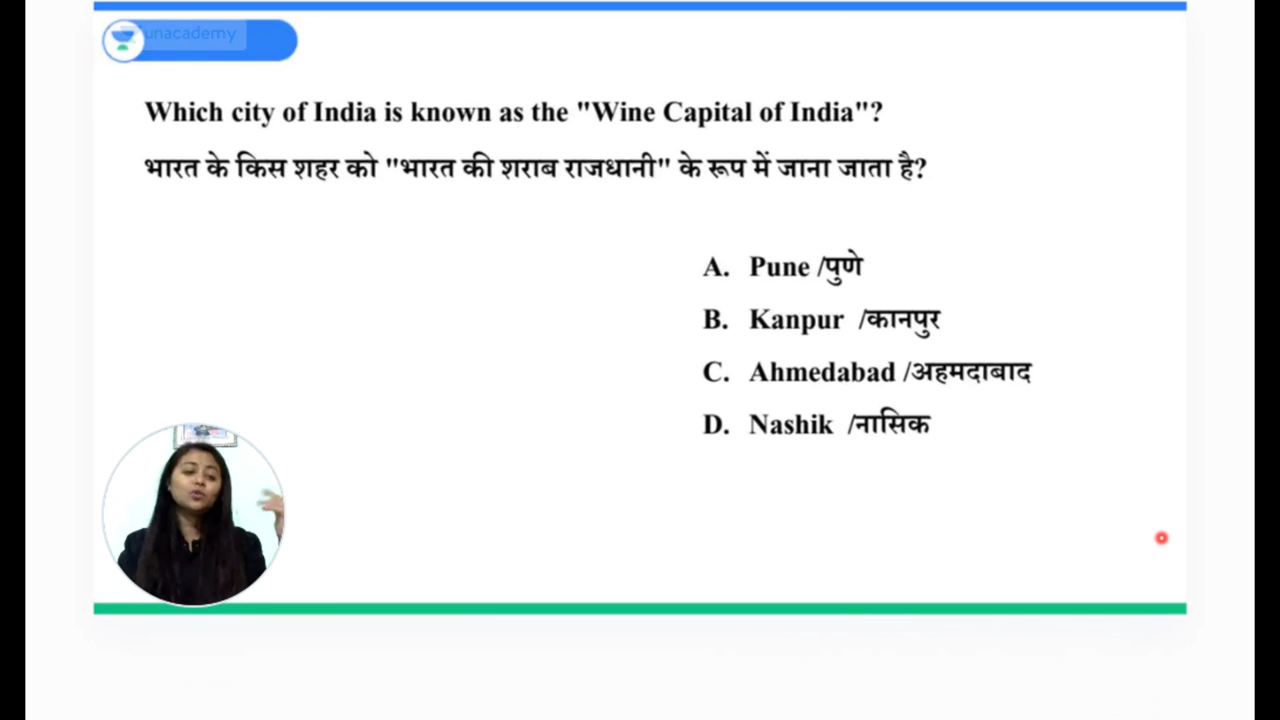 unacademy
Which city of India is known as the "Wine Capital of India"?
भारत के किस शहर को "भारत की शराब राजधानी" के रूप में जाना जाता है?
A. Pune /पुणे
B. Kanpur /कानपुर
C. Ahmedabad /अहमदाबाद
D. Nashik /नासिक